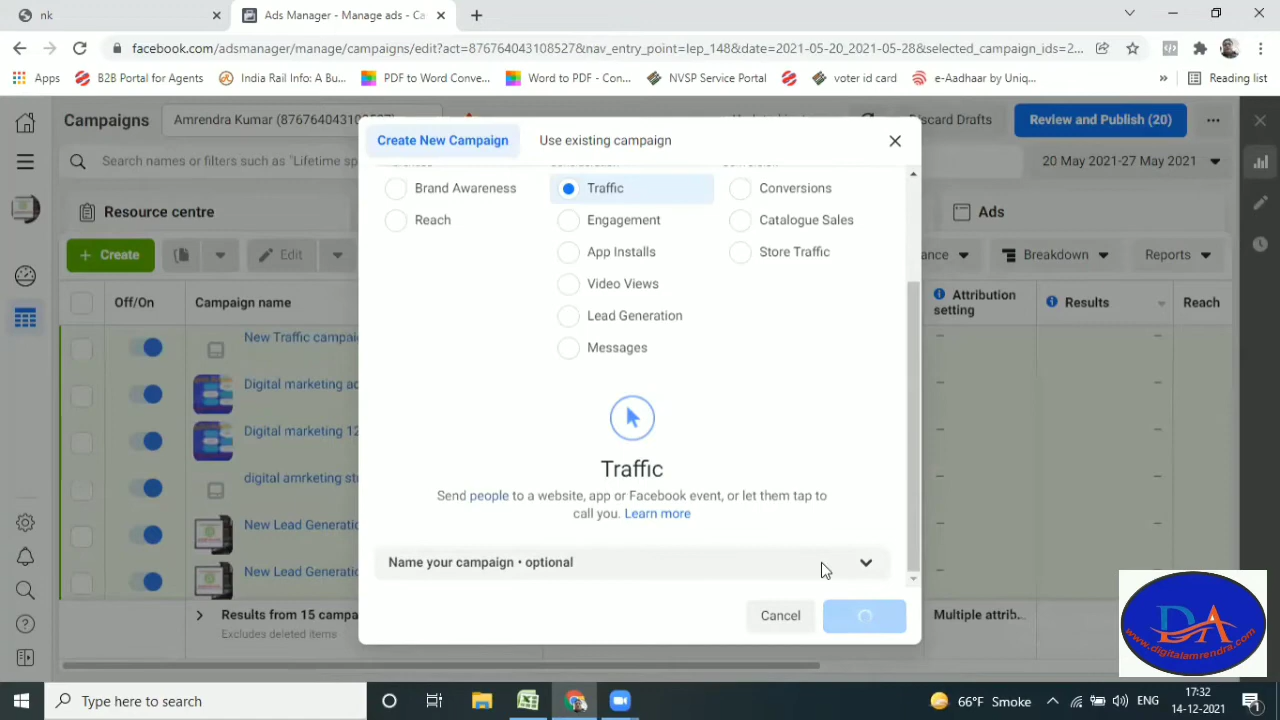 nk
Ads Manager - Manage ads - Ca
facebook.com/adsmanager/manage/campaigns/edit?act=876764043108527&nav_entry_point=lep_148&date=2021-05-20_2021-05-28&selected_campaign_ids=2...
Apps
B2B Portal for Agents
India Rail Info: A Bu...
PDF to Word Conve...
Word to PDF - Con...
NVSP Service Portal
voter id card
e-Aadhaar by Uniq...
»
Reading list
Campaigns
Amrendra Kumar (876764043108527)
Discard Drafts
Review and Publish (20)
Search names or filters such as "Lifetime sp
20 May 2021-27 May 2021
Resource centre
Ads
+ Create
Edit
ance
Breakdown
Reports
Off/On
Campaign name
Attribution setting
Results
Reach
New Traffic campai
Digital marketing ad
Digital markting 12
digital amrketing stu
New Lead Generatio
New Lead Generatio
Results from 15 campa
Excludes deleted items
Multiple attrib...
Create New Campaign
Use existing campaign
Brand Awareness
Reach
Traffic
Engagement
App Installs
Video Views
Lead Generation
Messages
Conversions
Catalogue Sales
Store Traffic
Traffic
Send people to a website, app or Facebook event, or let them tap to
call you. Learn more
Name your campaign • optional
Cancel
DA
www.digitalamrendra.com
Type here to search
66°F Smoke
ENG
17:32
14-12-2021
1